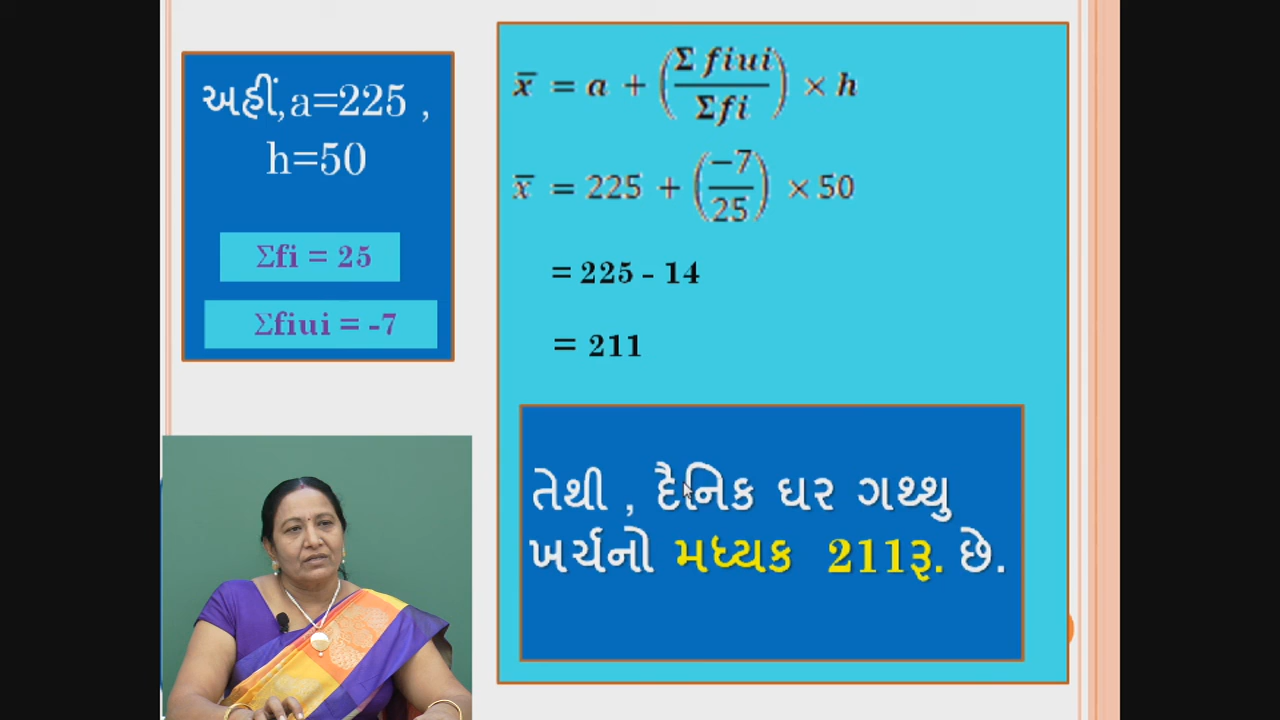 અહીં,a=225 ,
h=50
Σfi = 25
Σfiui = -7
x̅ = a + (Σ fiui / Σfi) × h
x̅ = 225 + (−7 / 25) × 50
= 225 - 14
= 211
તેથી , દૈનિક ઘર ગથ્થુ
ખર્ચનો મધ્યક 211રૂ. છે.